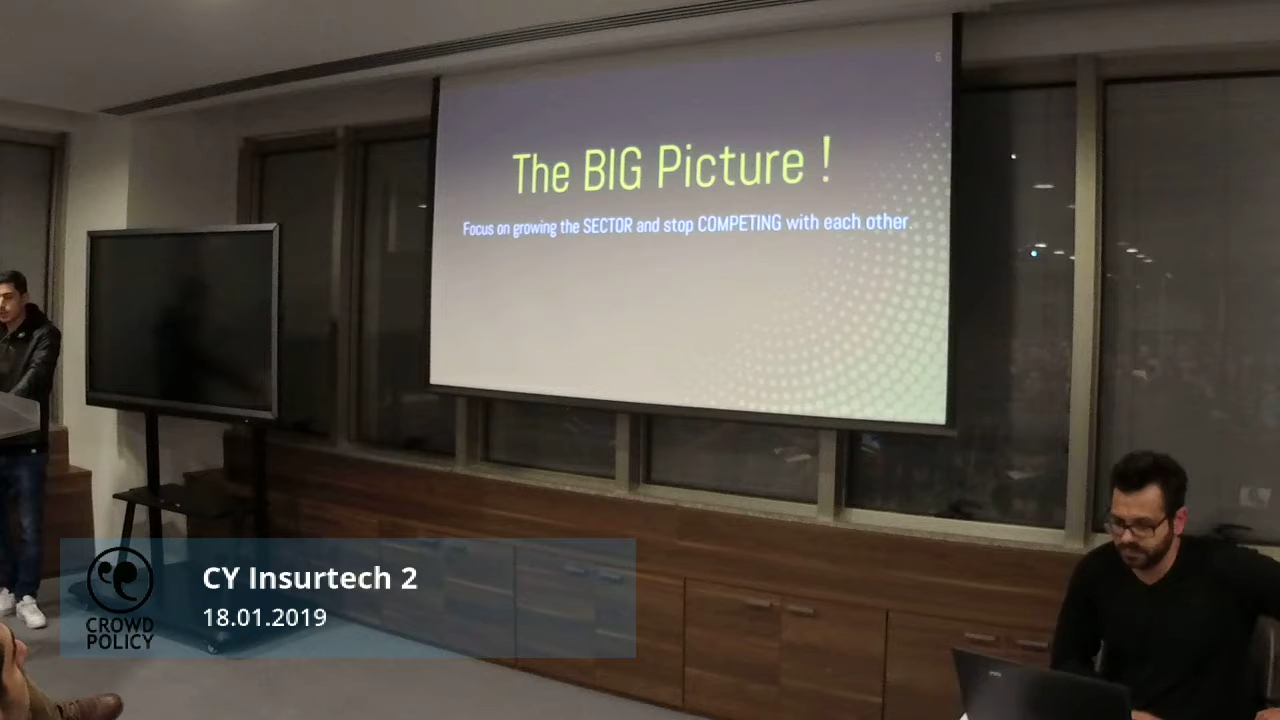 6
The BIG Picture !
Focus on growing the SECTOR and stop COMPETING with each other.
CY Insurtech 2
18.01.2019
CROWD
POLICY